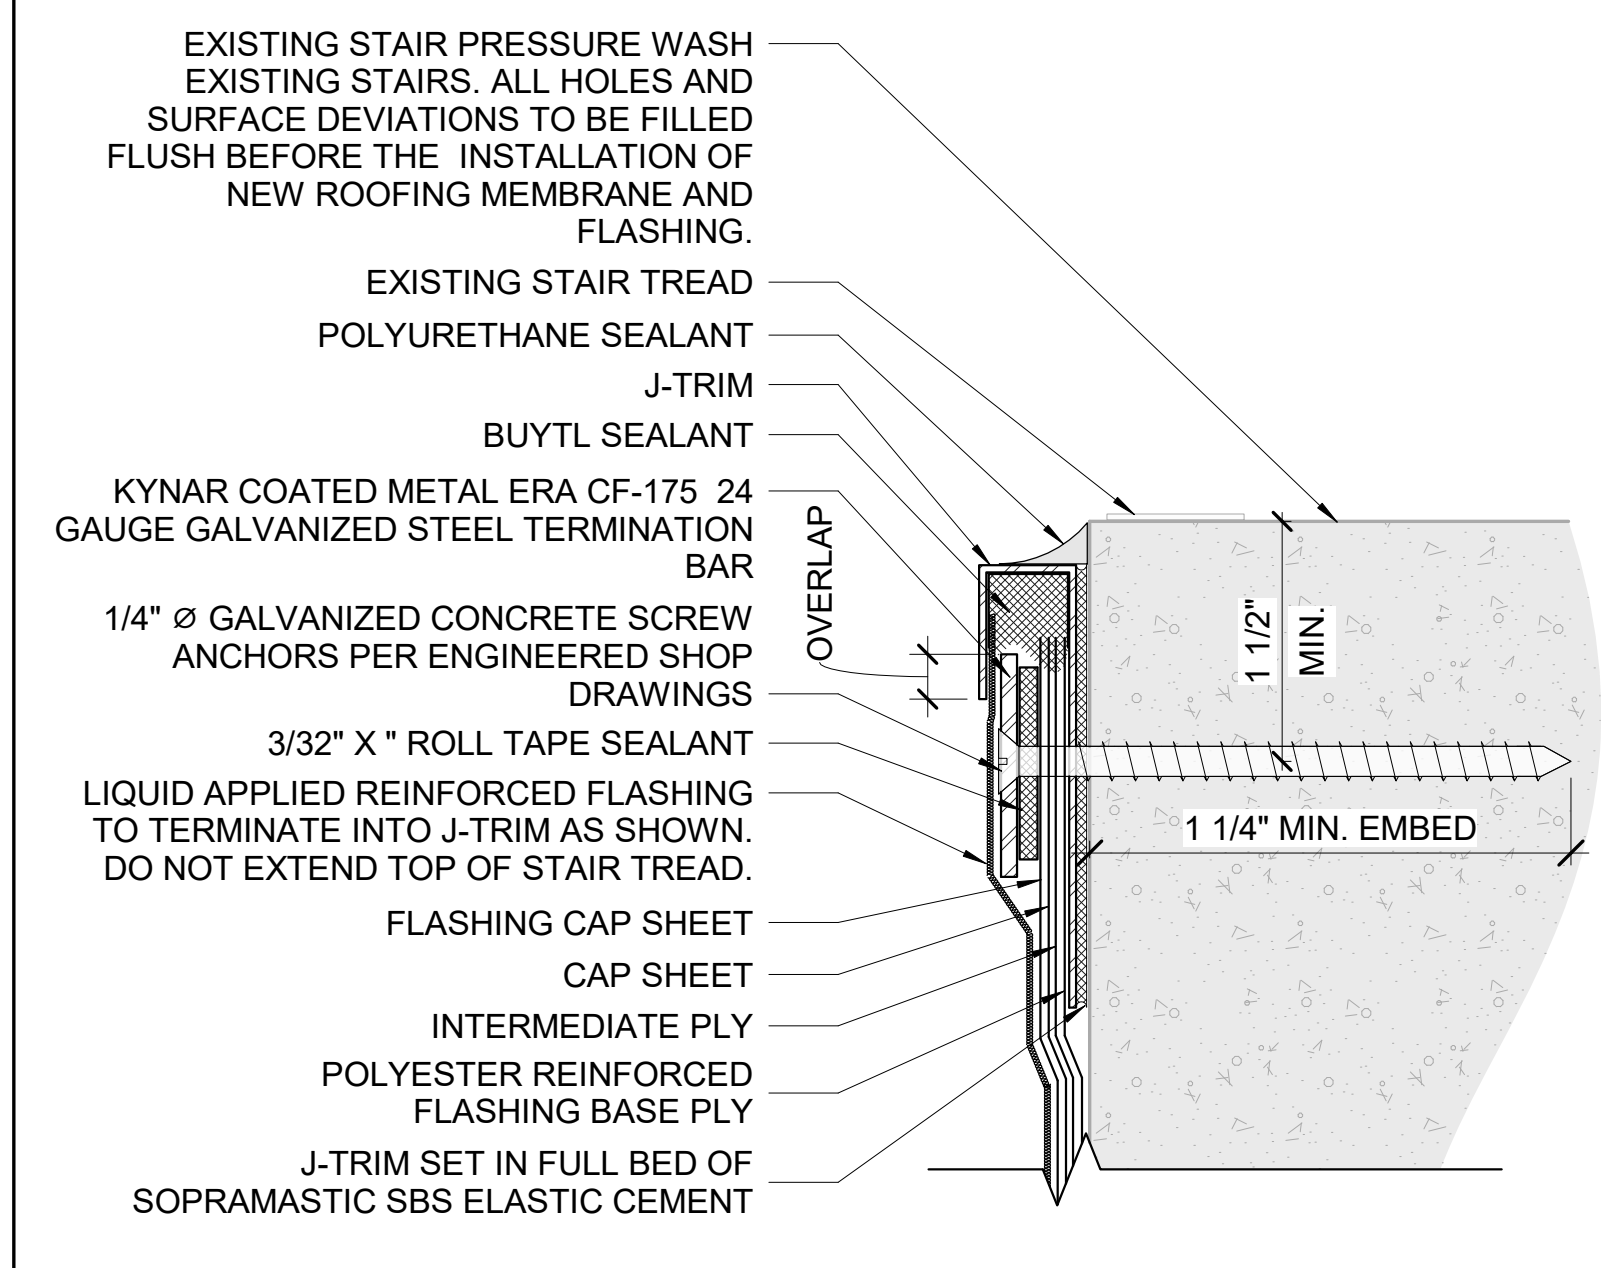 EXISTING STAIR PRESSURE WASH
EXISTING STAIRS. ALL HOLES AND
SURFACE DEVIATIONS TO BE FILLED
FLUSH BEFORE THE  INSTALLATION OF
NEW ROOFING MEMBRANE AND
FLASHING.
EXISTING STAIR TREAD
POLYURETHANE SEALANT
J-TRIM
BUYTL SEALANT
KYNAR COATED METAL ERA CF-175  24
GAUGE GALVANIZED STEEL TERMINATION
BAR
1/4" Ø GALVANIZED CONCRETE SCREW
ANCHORS PER ENGINEERED SHOP
DRAWINGS
3/32" X " ROLL TAPE SEALANT
LIQUID APPLIED REINFORCED FLASHING
TO TERMINATE INTO J-TRIM AS SHOWN.
DO NOT EXTEND TOP OF STAIR TREAD.
FLASHING CAP SHEET
CAP SHEET
INTERMEDIATE PLY
POLYESTER REINFORCED
FLASHING BASE PLY
J-TRIM SET IN FULL BED OF
SOPRAMASTIC SBS ELASTIC CEMENT
OVERLAP
1 1/2"
MIN.
1 1/4" MIN. EMBED